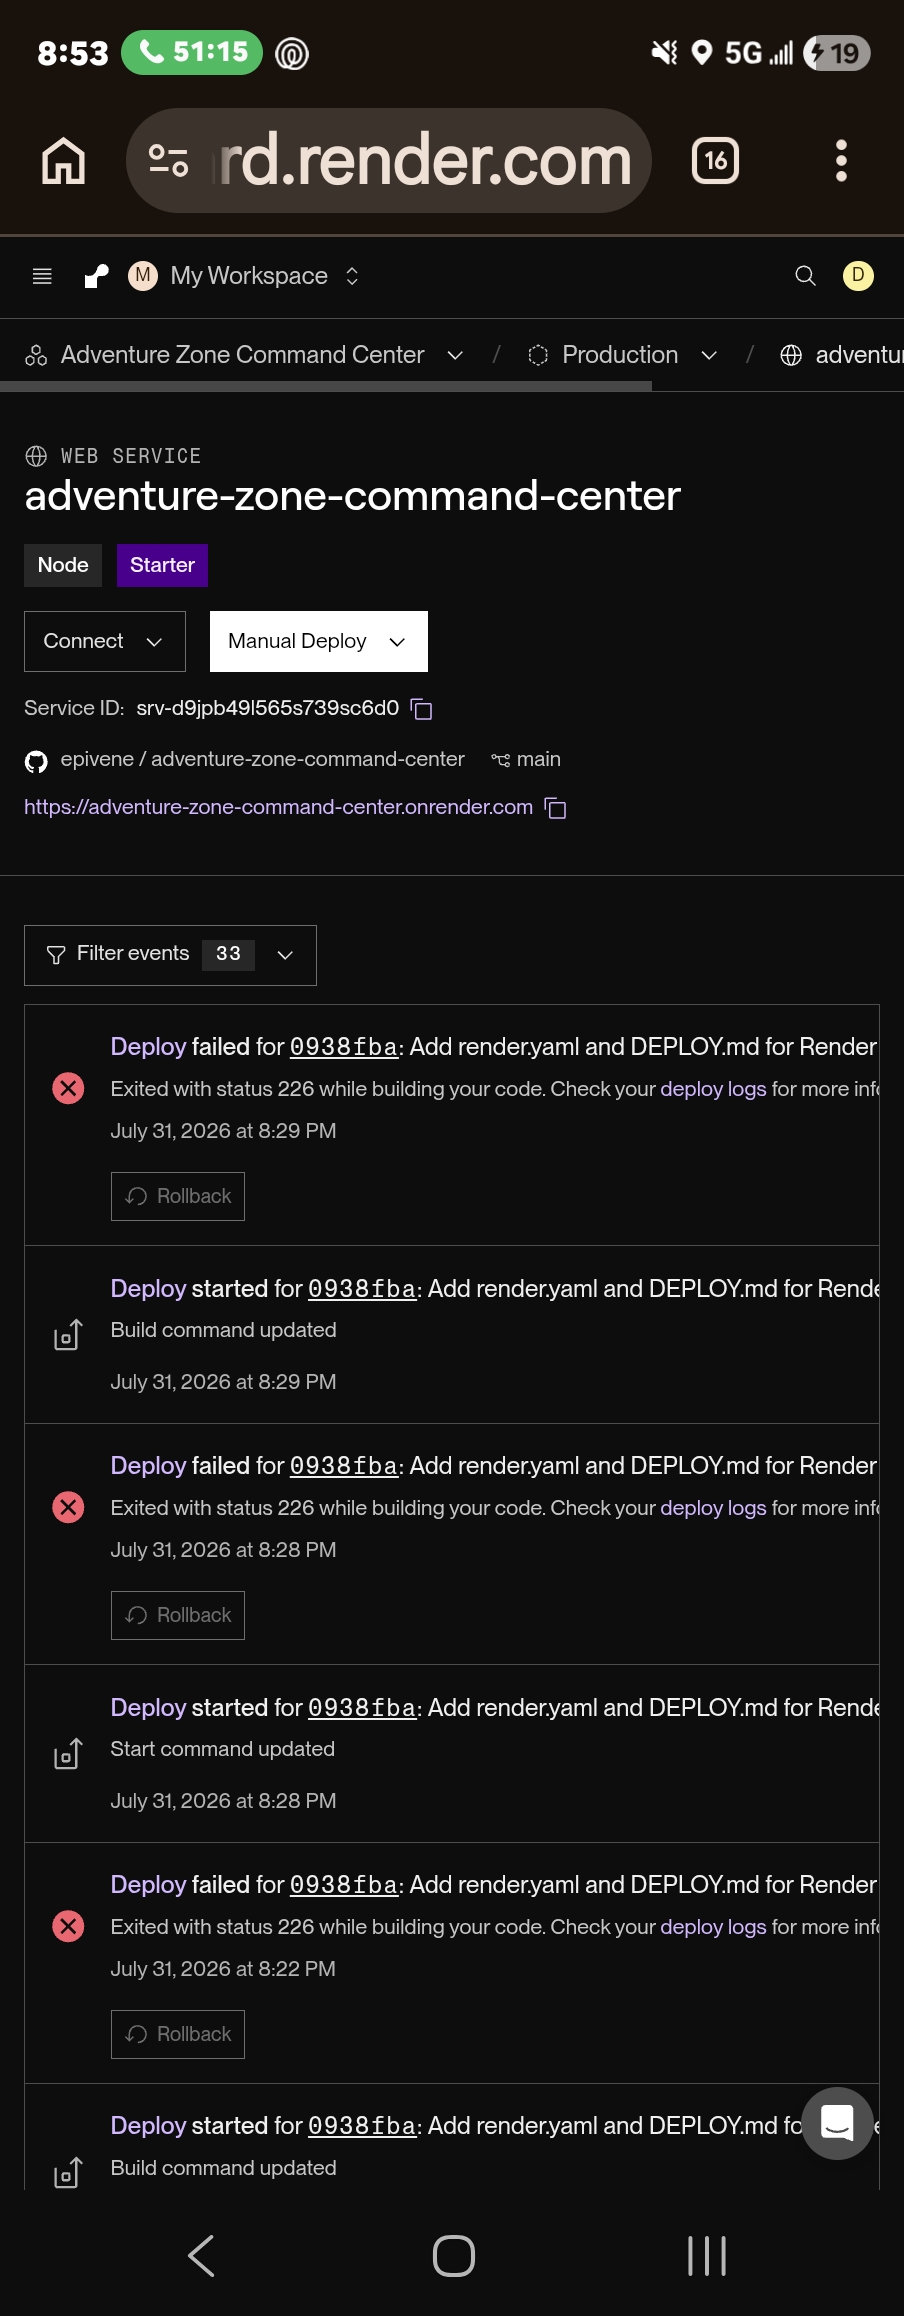 8:53
51:15
5G
19
rd.render.com
16
M My Workspace
D
Adventure Zone Command Center / Production / adventu
WEB SERVICE
adventure-zone-command-center
Node Starter
Connect Manual Deploy
Service ID: srv-d9jpb49l565s739sc6d0
epivene / adventure-zone-command-center main
https://adventure-zone-command-center.onrender.com
Filter events 33
Deploy failed for 0938fba: Add render.yaml and DEPLOY.md for Render
Exited with status 226 while building your code. Check your deploy logs for more info
July 31, 2026 at 8:29 PM
Rollback
Deploy started for 0938fba: Add render.yaml and DEPLOY.md for Rende
Build command updated
July 31, 2026 at 8:29 PM
Deploy failed for 0938fba: Add render.yaml and DEPLOY.md for Render
Exited with status 226 while building your code. Check your deploy logs for more info
July 31, 2026 at 8:28 PM
Rollback
Deploy started for 0938fba: Add render.yaml and DEPLOY.md for Rende
Start command updated
July 31, 2026 at 8:28 PM
Deploy failed for 0938fba: Add render.yaml and DEPLOY.md for Render
Exited with status 226 while building your code. Check your deploy logs for more info
July 31, 2026 at 8:22 PM
Rollback
Deploy started for 0938fba: Add render.yaml and DEPLOY.md fo
Build command updated